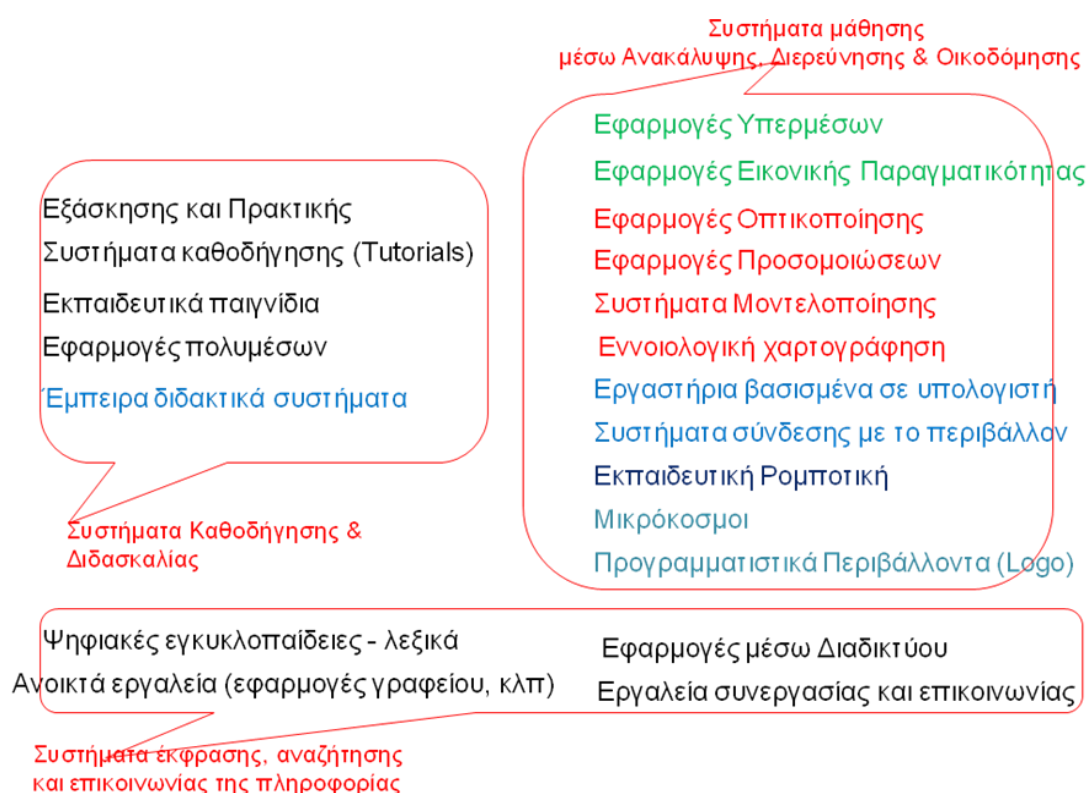 Συστήματα μάθησης
μέσω Ανακάλυψης, Διερεύνησης & Οικοδόμησης
Εφαρμογές Υπερμέσων
Εφαρμογές Εικονικής Παραγματικότητας
Εφαρμογές Οπτικοποίησης
Εφαρμογές Προσομοιώσεων
Συστήματα Μοντελοποίησης
Εννοιολογική χαρτογράφηση
Εργαστήρια βασισμένα σε υπολογιστή
Συστήματα σύνδεσης με το περιβάλλον
Εκπαιδευτική Ρομποτική
Μικρόκοσμοι
Προγραμματιστικά Περιβάλλοντα (Logo)
Εξάσκησης και Πρακτικής
Συστήματα καθοδήγησης (Tutorials)
Εκπαιδευτικά παιγνίδια
Εφαρμογές πολυμέσων
Έμπειρα διδακτικά συστήματα
Συστήματα Καθοδήγησης &
Διδασκαλίας
Ψηφιακές εγκυκλοπαίδειες - λεξικά
Ανοικτά εργαλεία (εφαρμογές γραφείου, κλπ)
Εφαρμογές μέσω Διαδικτύου
Εργαλεία συνεργασίας και επικοινωνίας
Συστήματα έκφρασης, αναζήτησης
και επικοινωνίας της πληροφορίας